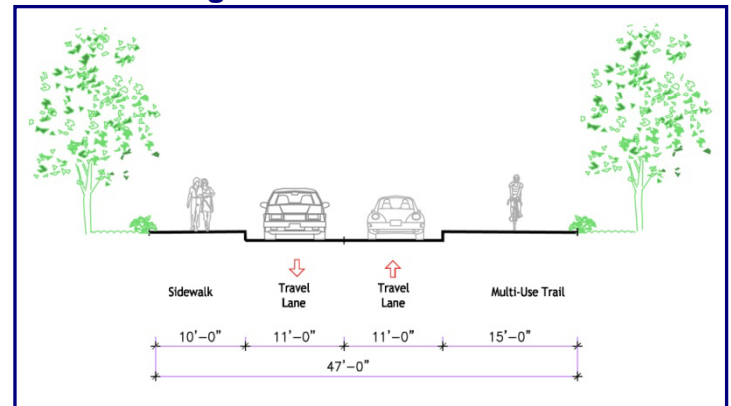 Sidewalk
Travel
Lane
Travel
Lane
Multi-Use Trail
10'-0"
11'-0"
11'-0"
15'-0"
47'-0"